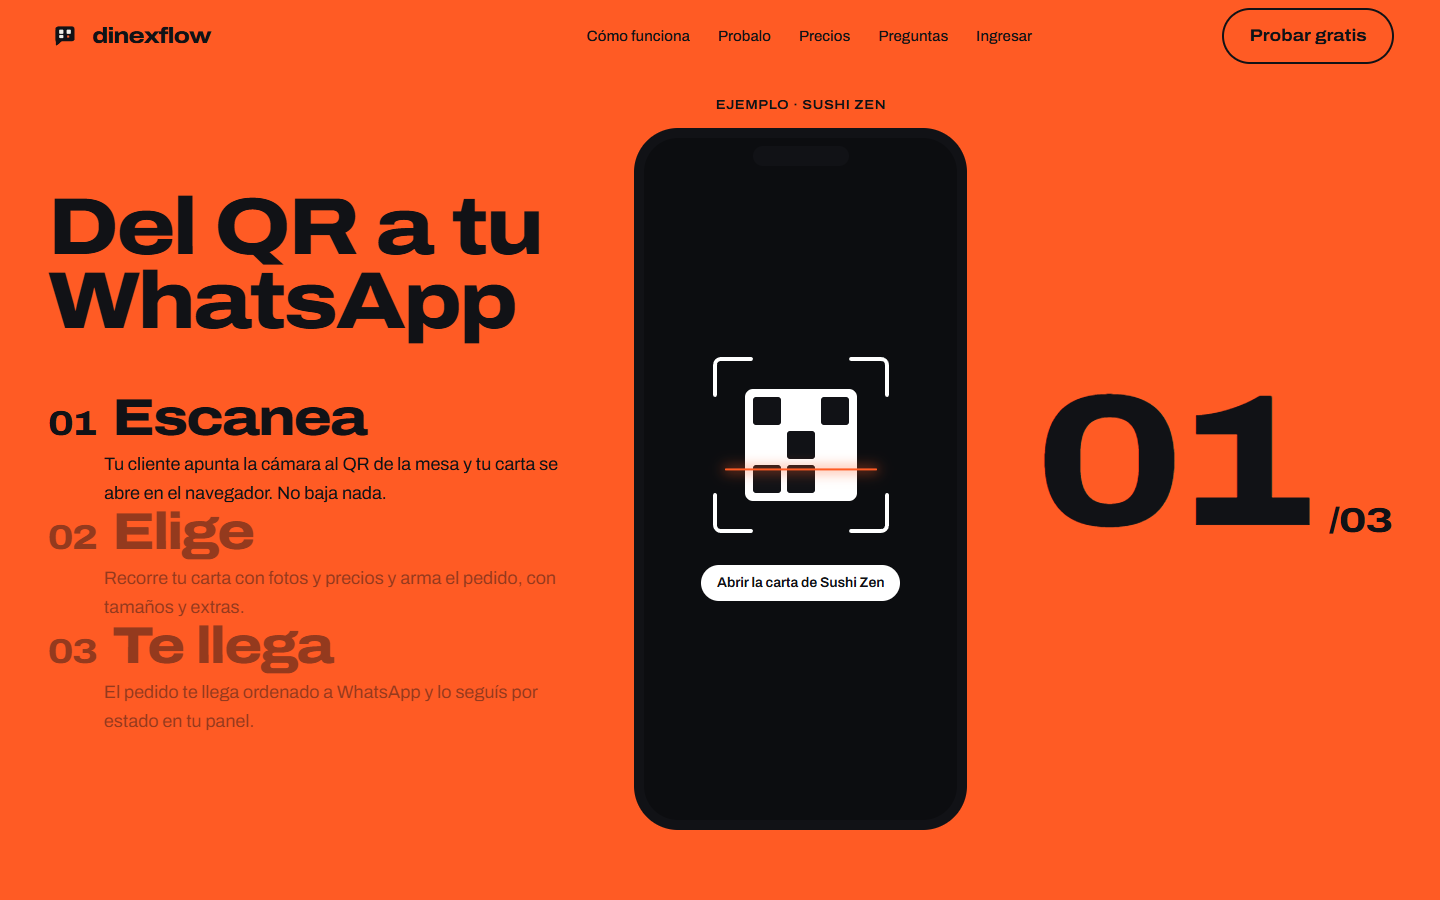 dinexflow
Cómo funciona
Probalo
Precios
Preguntas
Ingresar
Probar gratis
EJEMPLO · SUSHI ZEN
Del QR a tu
WhatsApp
01 Escanea
Tu cliente apunta la cámara al QR de la mesa y tu carta se
abre en el navegador. No baja nada.
02 Elige
Recorre tu carta con fotos y precios y arma el pedido, con
tamaños y extras.
03 Te llega
El pedido te llega ordenado a WhatsApp y lo seguís por
estado en tu panel.
Abrir la carta de Sushi Zen
01 /03